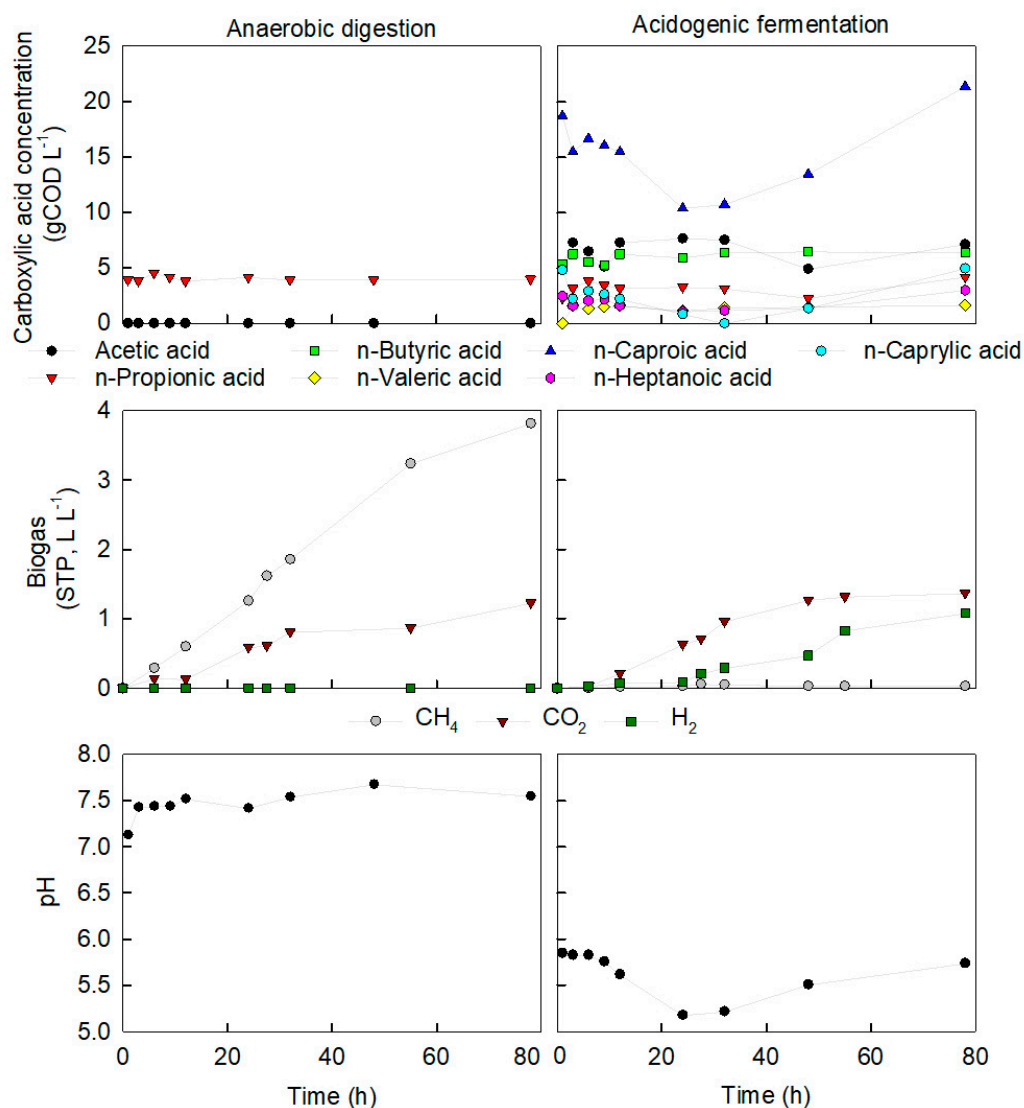 Anaerobic digestion
Acidogenic fermentation
Carboxylic acid concentration
(gCOD L⁻¹)
25
20
15
10
5
0
Acetic acid
n-Butyric acid
n-Caproic acid
n-Caprylic acid
n-Propionic acid
n-Valeric acid
n-Heptanoic acid
Biogas
(STP, L L⁻¹)
4
3
2
1
0
CH₄
CO₂
H₂
pH
8.0
7.5
7.0
6.5
6.0
5.5
5.0
0 20 40 60 80
0 20 40 60 80
Time (h)
Time (h)